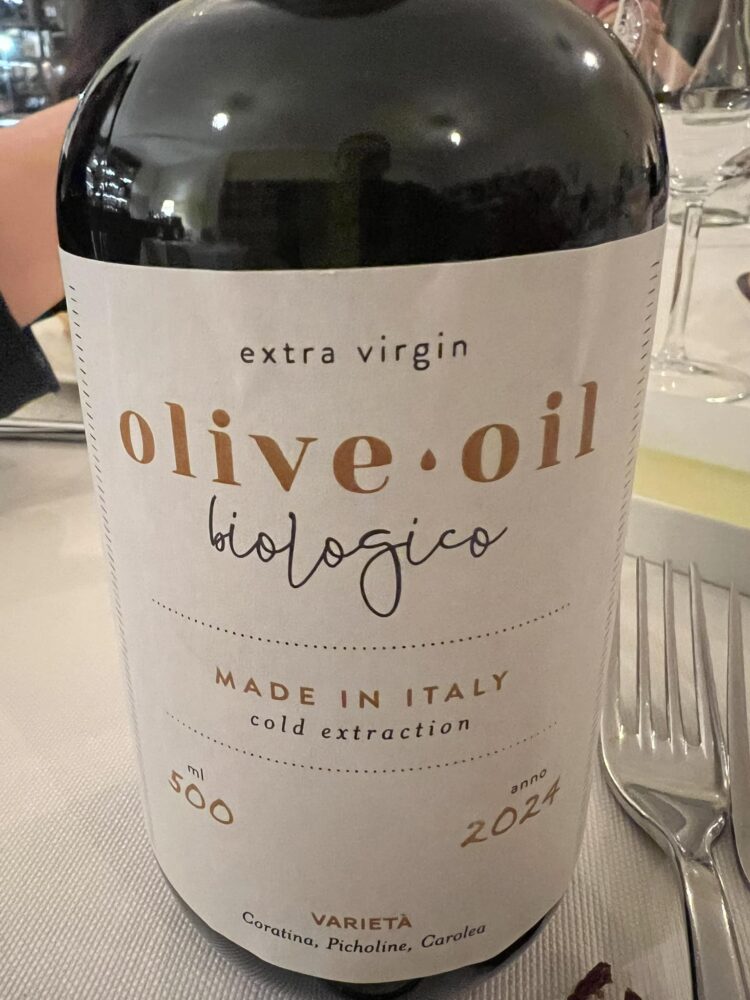 extra virgin
olive • oil
biologico
MADE IN ITALY
cold extraction
ml
500
anno
2024
VARIETÀ
Coratina, Picholine, Carolea